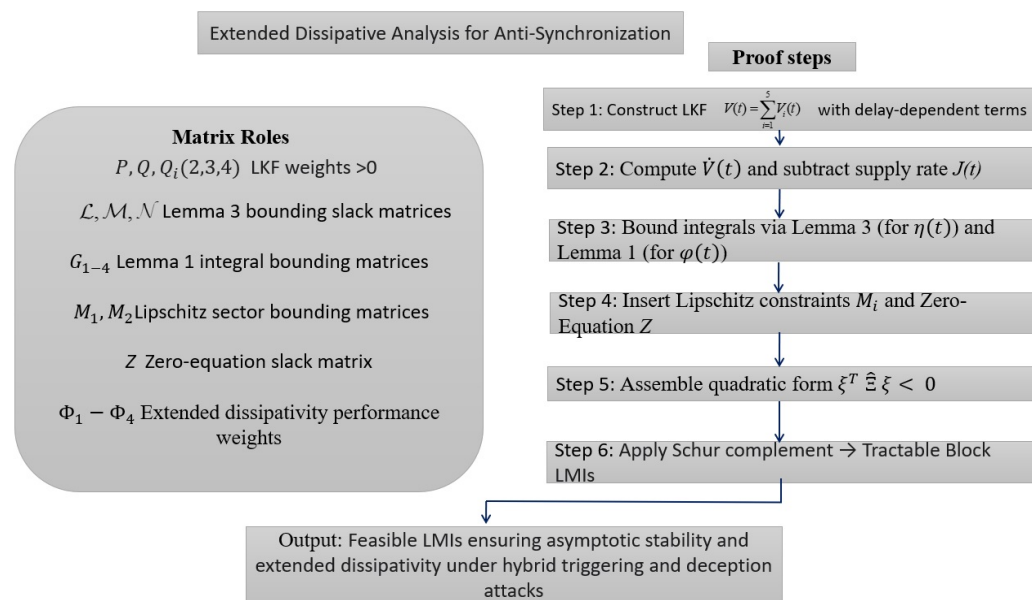 Extended Dissipative Analysis for Anti-Synchronization
Proof steps
Matrix Roles
P, Q, Qᵢ(2,3,4) LKF weights >0
ℒ, ℳ, 𝒩 Lemma 3 bounding slack matrices
G₁₋₄ Lemma 1 integral bounding matrices
M₁, M₂ Lipschitz sector bounding matrices
Z Zero-equation slack matrix
Φ₁ − Φ₄ Extended dissipativity performance
weights
Step 1: Construct LKF V(t) = ∑_{i=1}^{5} Vᵢ(t) with delay-dependent terms
Step 2: Compute V̇(t) and subtract supply rate J(t)
Step 3: Bound integrals via Lemma 3 (for η(t)) and
Lemma 1 (for φ(t))
Step 4: Insert Lipschitz constraints Mᵢ and Zero-
Equation Z
Step 5: Assemble quadratic form ξᵀ Ξ̂ ξ < 0
Step 6: Apply Schur complement → Tractable Block
LMIs
Output: Feasible LMIs ensuring asymptotic stability and
extended dissipativity under hybrid triggering and deception
attacks